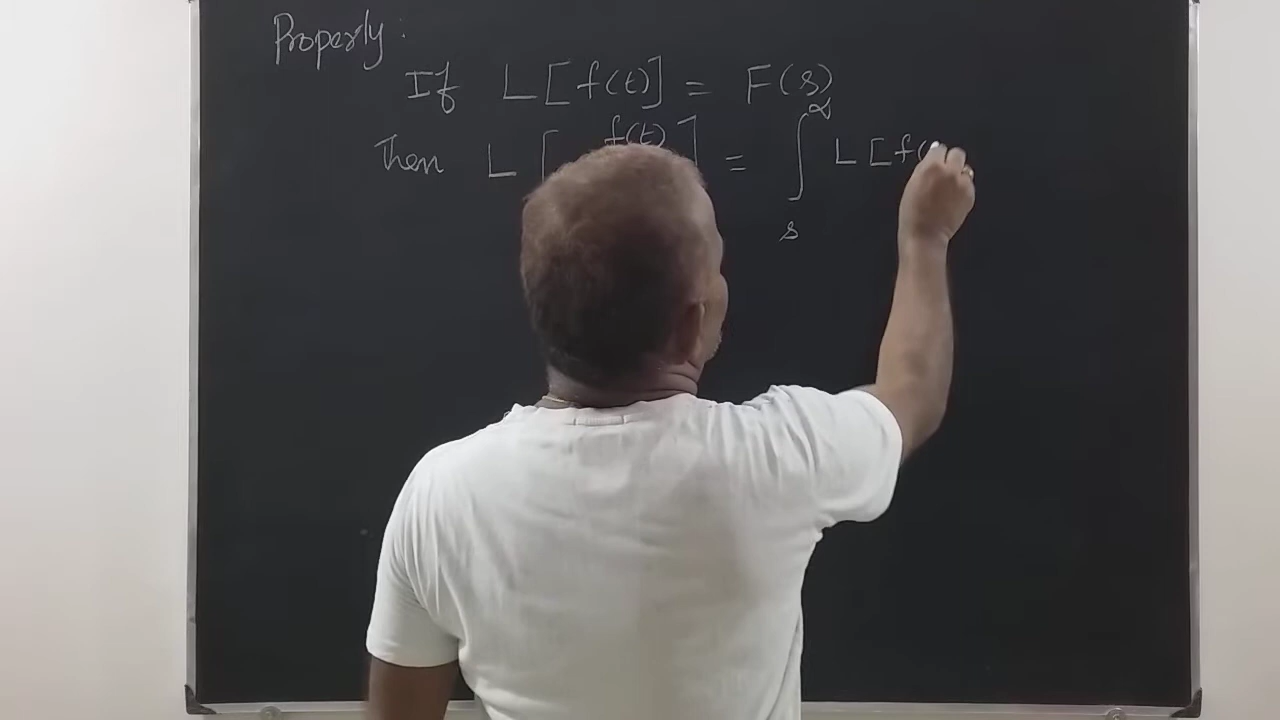 Property:
If L[f(t)] = F(s)
Then L[ f(t) ] = ∫ₛ^∞ L[f(